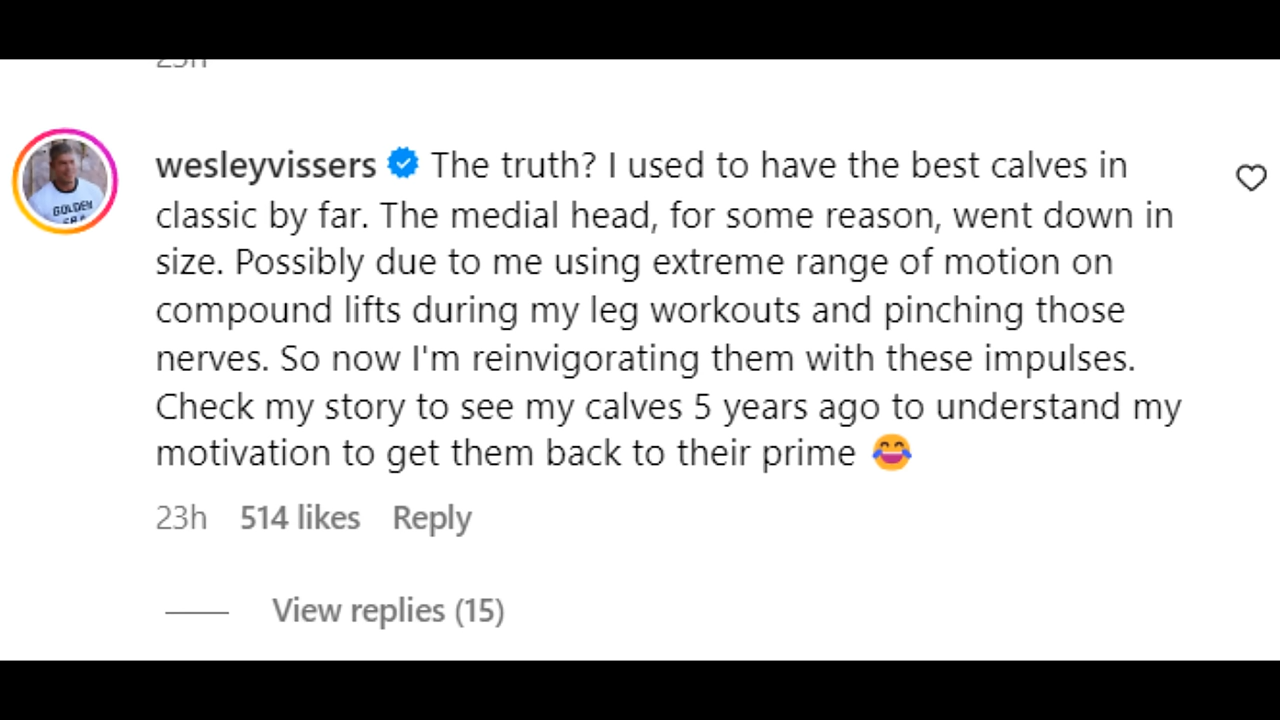 wesleyvissers The truth? I used to have the best calves in
classic by far. The medial head, for some reason, went down in
size. Possibly due to me using extreme range of motion on
compound lifts during my leg workouts and pinching those
nerves. So now I'm reinvigorating them with these impulses.
Check my story to see my calves 5 years ago to understand my
motivation to get them back to their prime 😂
23h 514 likes Reply
View replies (15)
GOLDEN
ERA